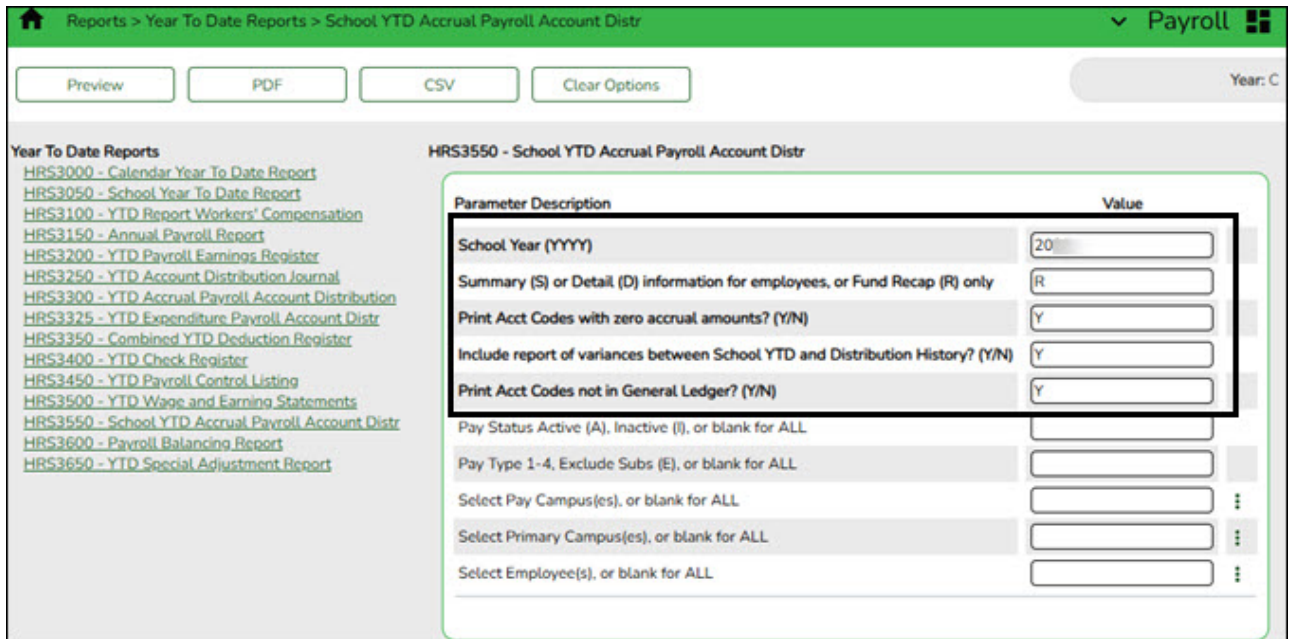 Reports > Year To Date Reports > School YTD Accrual Payroll Account Distr
Payroll
Preview
PDF
CSV
Clear Options
Year: C
Year To Date Reports
HRS3000 - Calendar Year To Date Report
HRS3050 - School Year To Date Report
HRS3100 - YTD Report Workers' Compensation
HRS3150 - Annual Payroll Report
HRS3200 - YTD Payroll Earnings Register
HRS3250 - YTD Account Distribution Journal
HRS3300 - YTD Accrual Payroll Account Distribution
HRS3325 - YTD Expenditure Payroll Account Distr
HRS3350 - Combined YTD Deduction Register
HRS3400 - YTD Check Register
HRS3450 - YTD Payroll Control Listing
HRS3500 - YTD Wage and Earning Statements
HRS3550 - School YTD Accrual Payroll Account Distr
HRS3600 - Payroll Balancing Report
HRS3650 - YTD Special Adjustment Report
HRS3550 - School YTD Accrual Payroll Account Distr
Parameter Description Value
School Year (YYYY) 20
Summary (S) or Detail (D) information for employees, or Fund Recap (R) only R
Print Acct Codes with zero accrual amounts? (Y/N) Y
Include report of variances between School YTD and Distribution History? (Y/N) Y
Print Acct Codes not in General Ledger? (Y/N) Y
Pay Status Active (A), Inactive (I), or blank for ALL
Pay Type 1-4, Exclude Subs (E), or blank for ALL
Select Pay Campus(es), or blank for ALL
Select Primary Campus(es), or blank for ALL
Select Employee(s), or blank for ALL